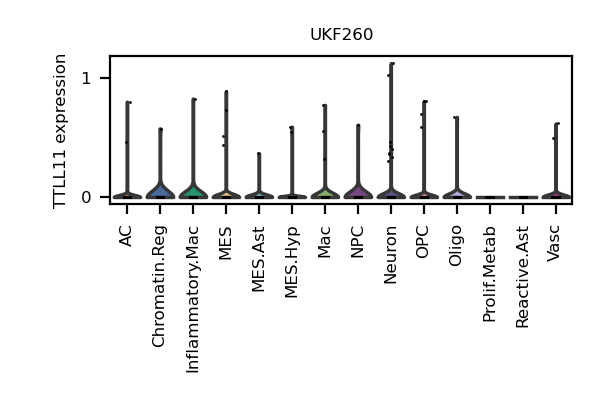 UKF260
TTLL11 expression
1
0
AC
Chromatin.Reg
Inflammatory.Mac
MES
MES.Ast
MES.Hyp
Mac
NPC
Neuron
OPC
Oligo
Prolif.Metab
Reactive.Ast
Vasc